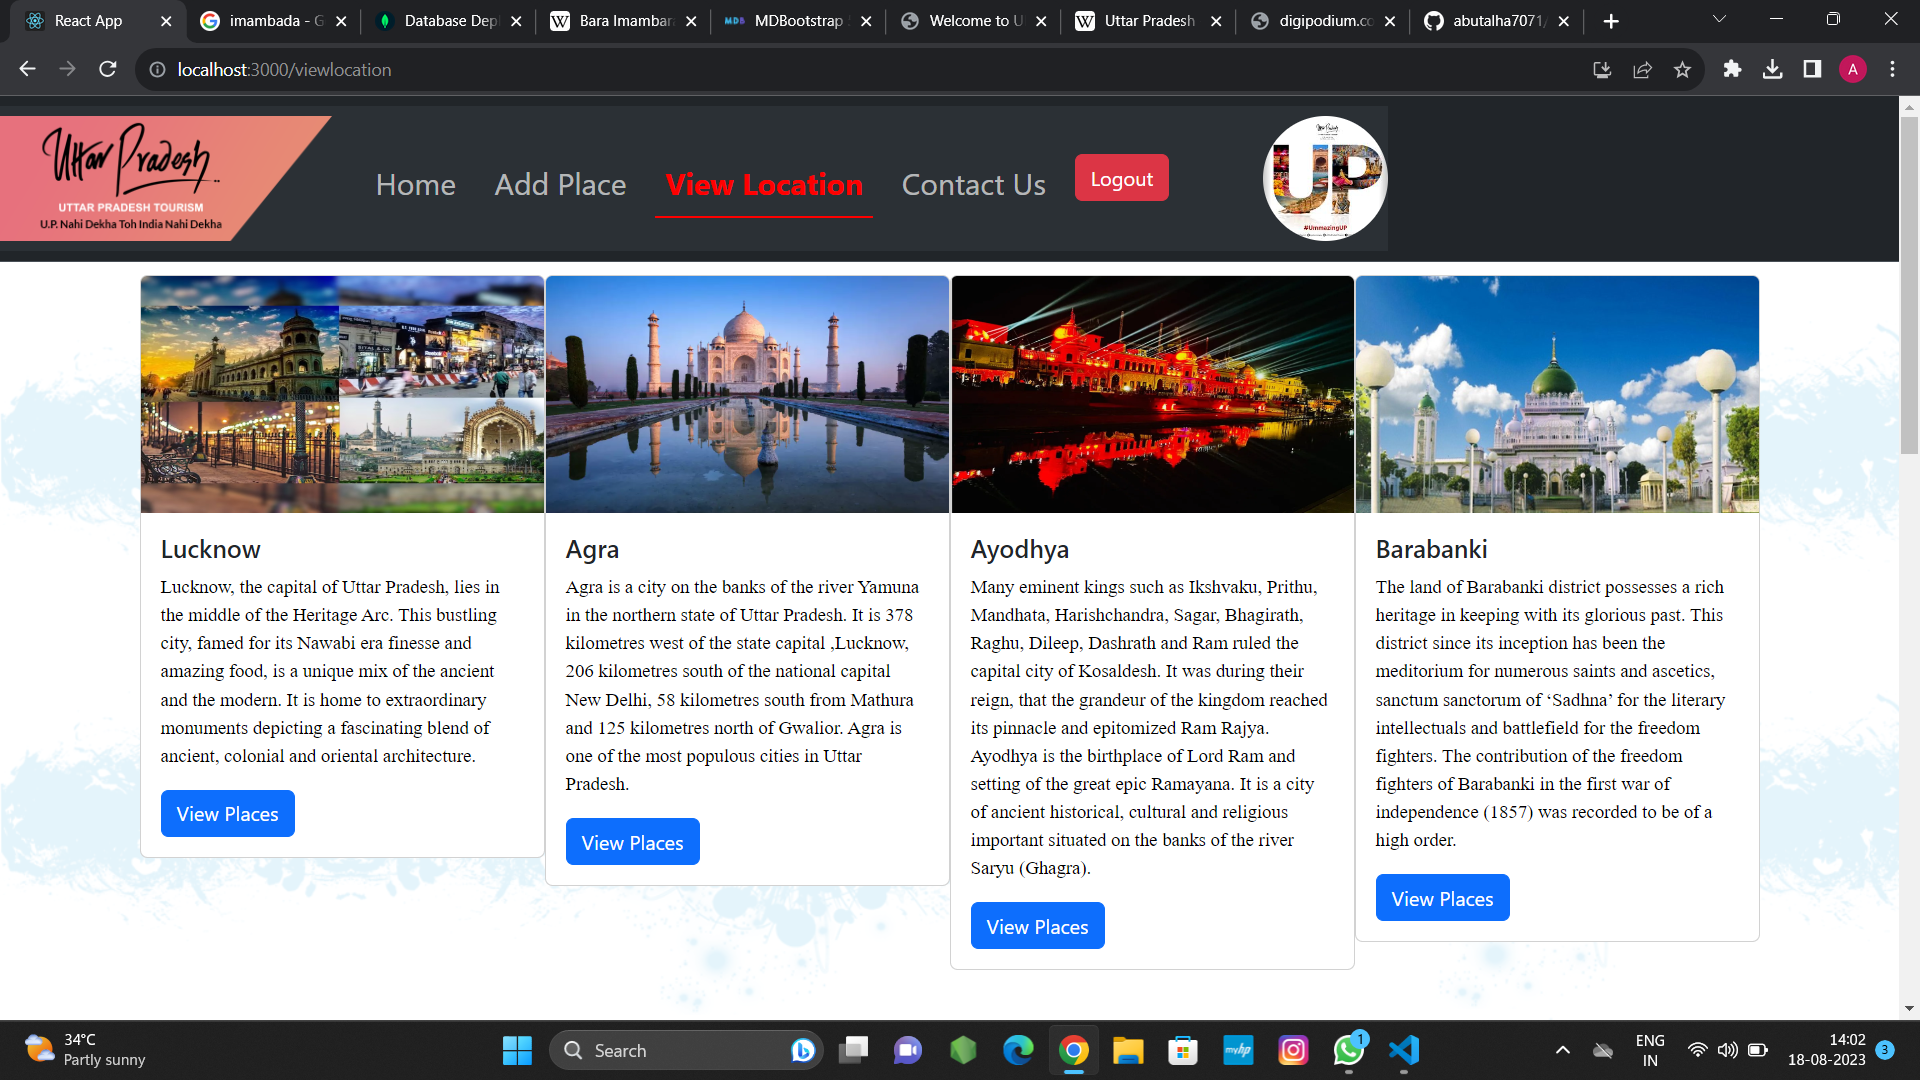 React App
imambada - G
Database Dep
Bara Imambar
MDB
MDBootstrap
Welcome to U
Uttar Pradesh
digipodium.co
abutalha7071/
localhost:3000/viewlocation
A
Uttar Pradesh
UTTAR PRADESH TOURISM
U.P. Nahi Dekha Toh India Nahi Dekha
Home
Add Place
View Location
Contact Us
Logout
UP
#UmmazingUP
Lucknow
Lucknow, the capital of Uttar Pradesh, lies in
the middle of the Heritage Arc. This bustling
city, famed for its Nawabi era finesse and
amazing food, is a unique mix of the ancient
and the modern. It is home to extraordinary
monuments depicting a fascinating blend of
ancient, colonial and oriental architecture.
View Places
Agra
Agra is a city on the banks of the river Yamuna
in the northern state of Uttar Pradesh. It is 378
kilometres west of the state capital ,Lucknow,
206 kilometres south of the national capital
New Delhi, 58 kilometres south from Mathura
and 125 kilometres north of Gwalior. Agra is
one of the most populous cities in Uttar
Pradesh.
View Places
Ayodhya
Many eminent kings such as Ikshvaku, Prithu,
Mandhata, Harishchandra, Sagar, Bhagirath,
Raghu, Dileep, Dashrath and Ram ruled the
capital city of Kosaldesh. It was during their
reign, that the grandeur of the kingdom reached
its pinnacle and epitomized Ram Rajya.
Ayodhya is the birthplace of Lord Ram and
setting of the great epic Ramayana. It is a city
of ancient historical, cultural and religious
important situated on the banks of the river
Saryu (Ghagra).
View Places
Barabanki
The land of Barabanki district possesses a rich
heritage in keeping with its glorious past. This
district since its inception has been the
meditorium for numerous saints and ascetics,
sanctum sanctorum of ‘Sadhna’ for the literary
intellectuals and battlefield for the freedom
fighters. The contribution of the freedom
fighters of Barabanki in the first war of
independence (1857) was recorded to be of a
high order.
View Places
34°C
Partly sunny
Search
myhp
1
ENG
IN
14:02
18-08-2023
3